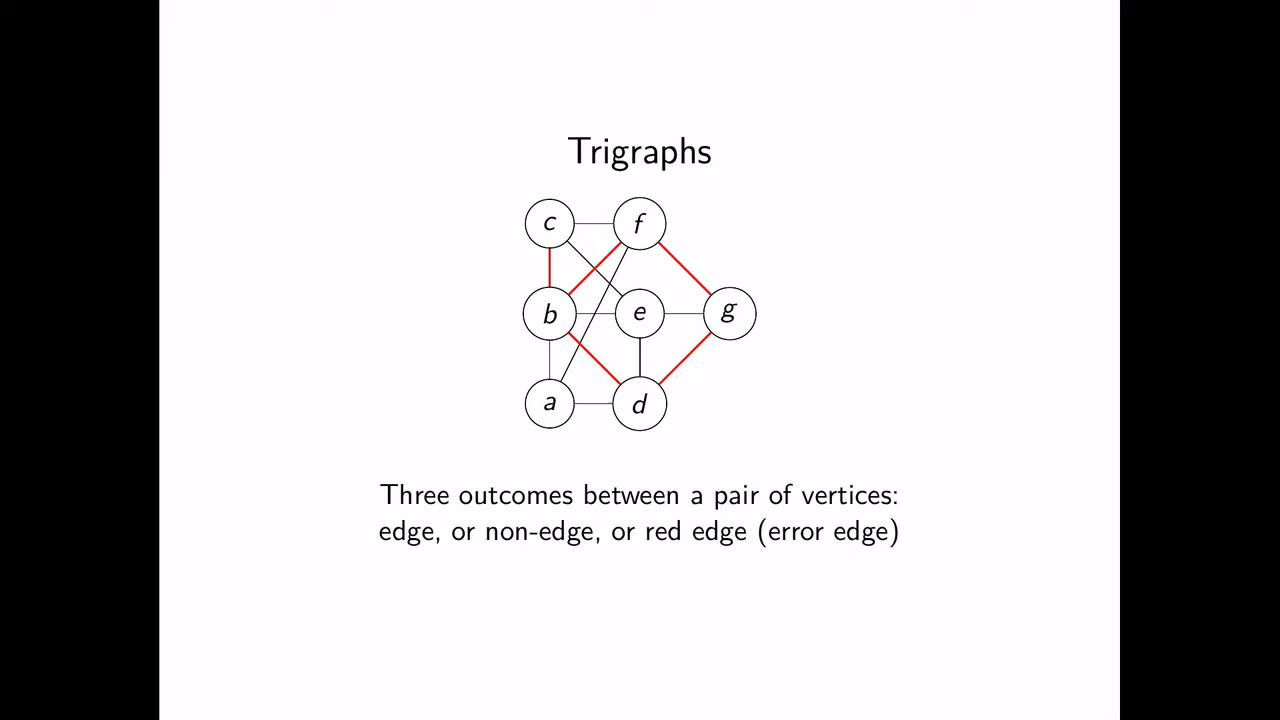 Trigraphs
c f
b e g
a d
Three outcomes between a pair of vertices:
edge, or non-edge, or red edge (error edge)